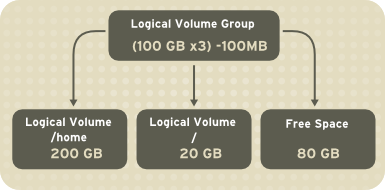 Logical Volume Group
(100 GB x3) -100MB
Logical Volume
/home
200 GB
Logical Volume
/
20 GB
Free Space
80 GB